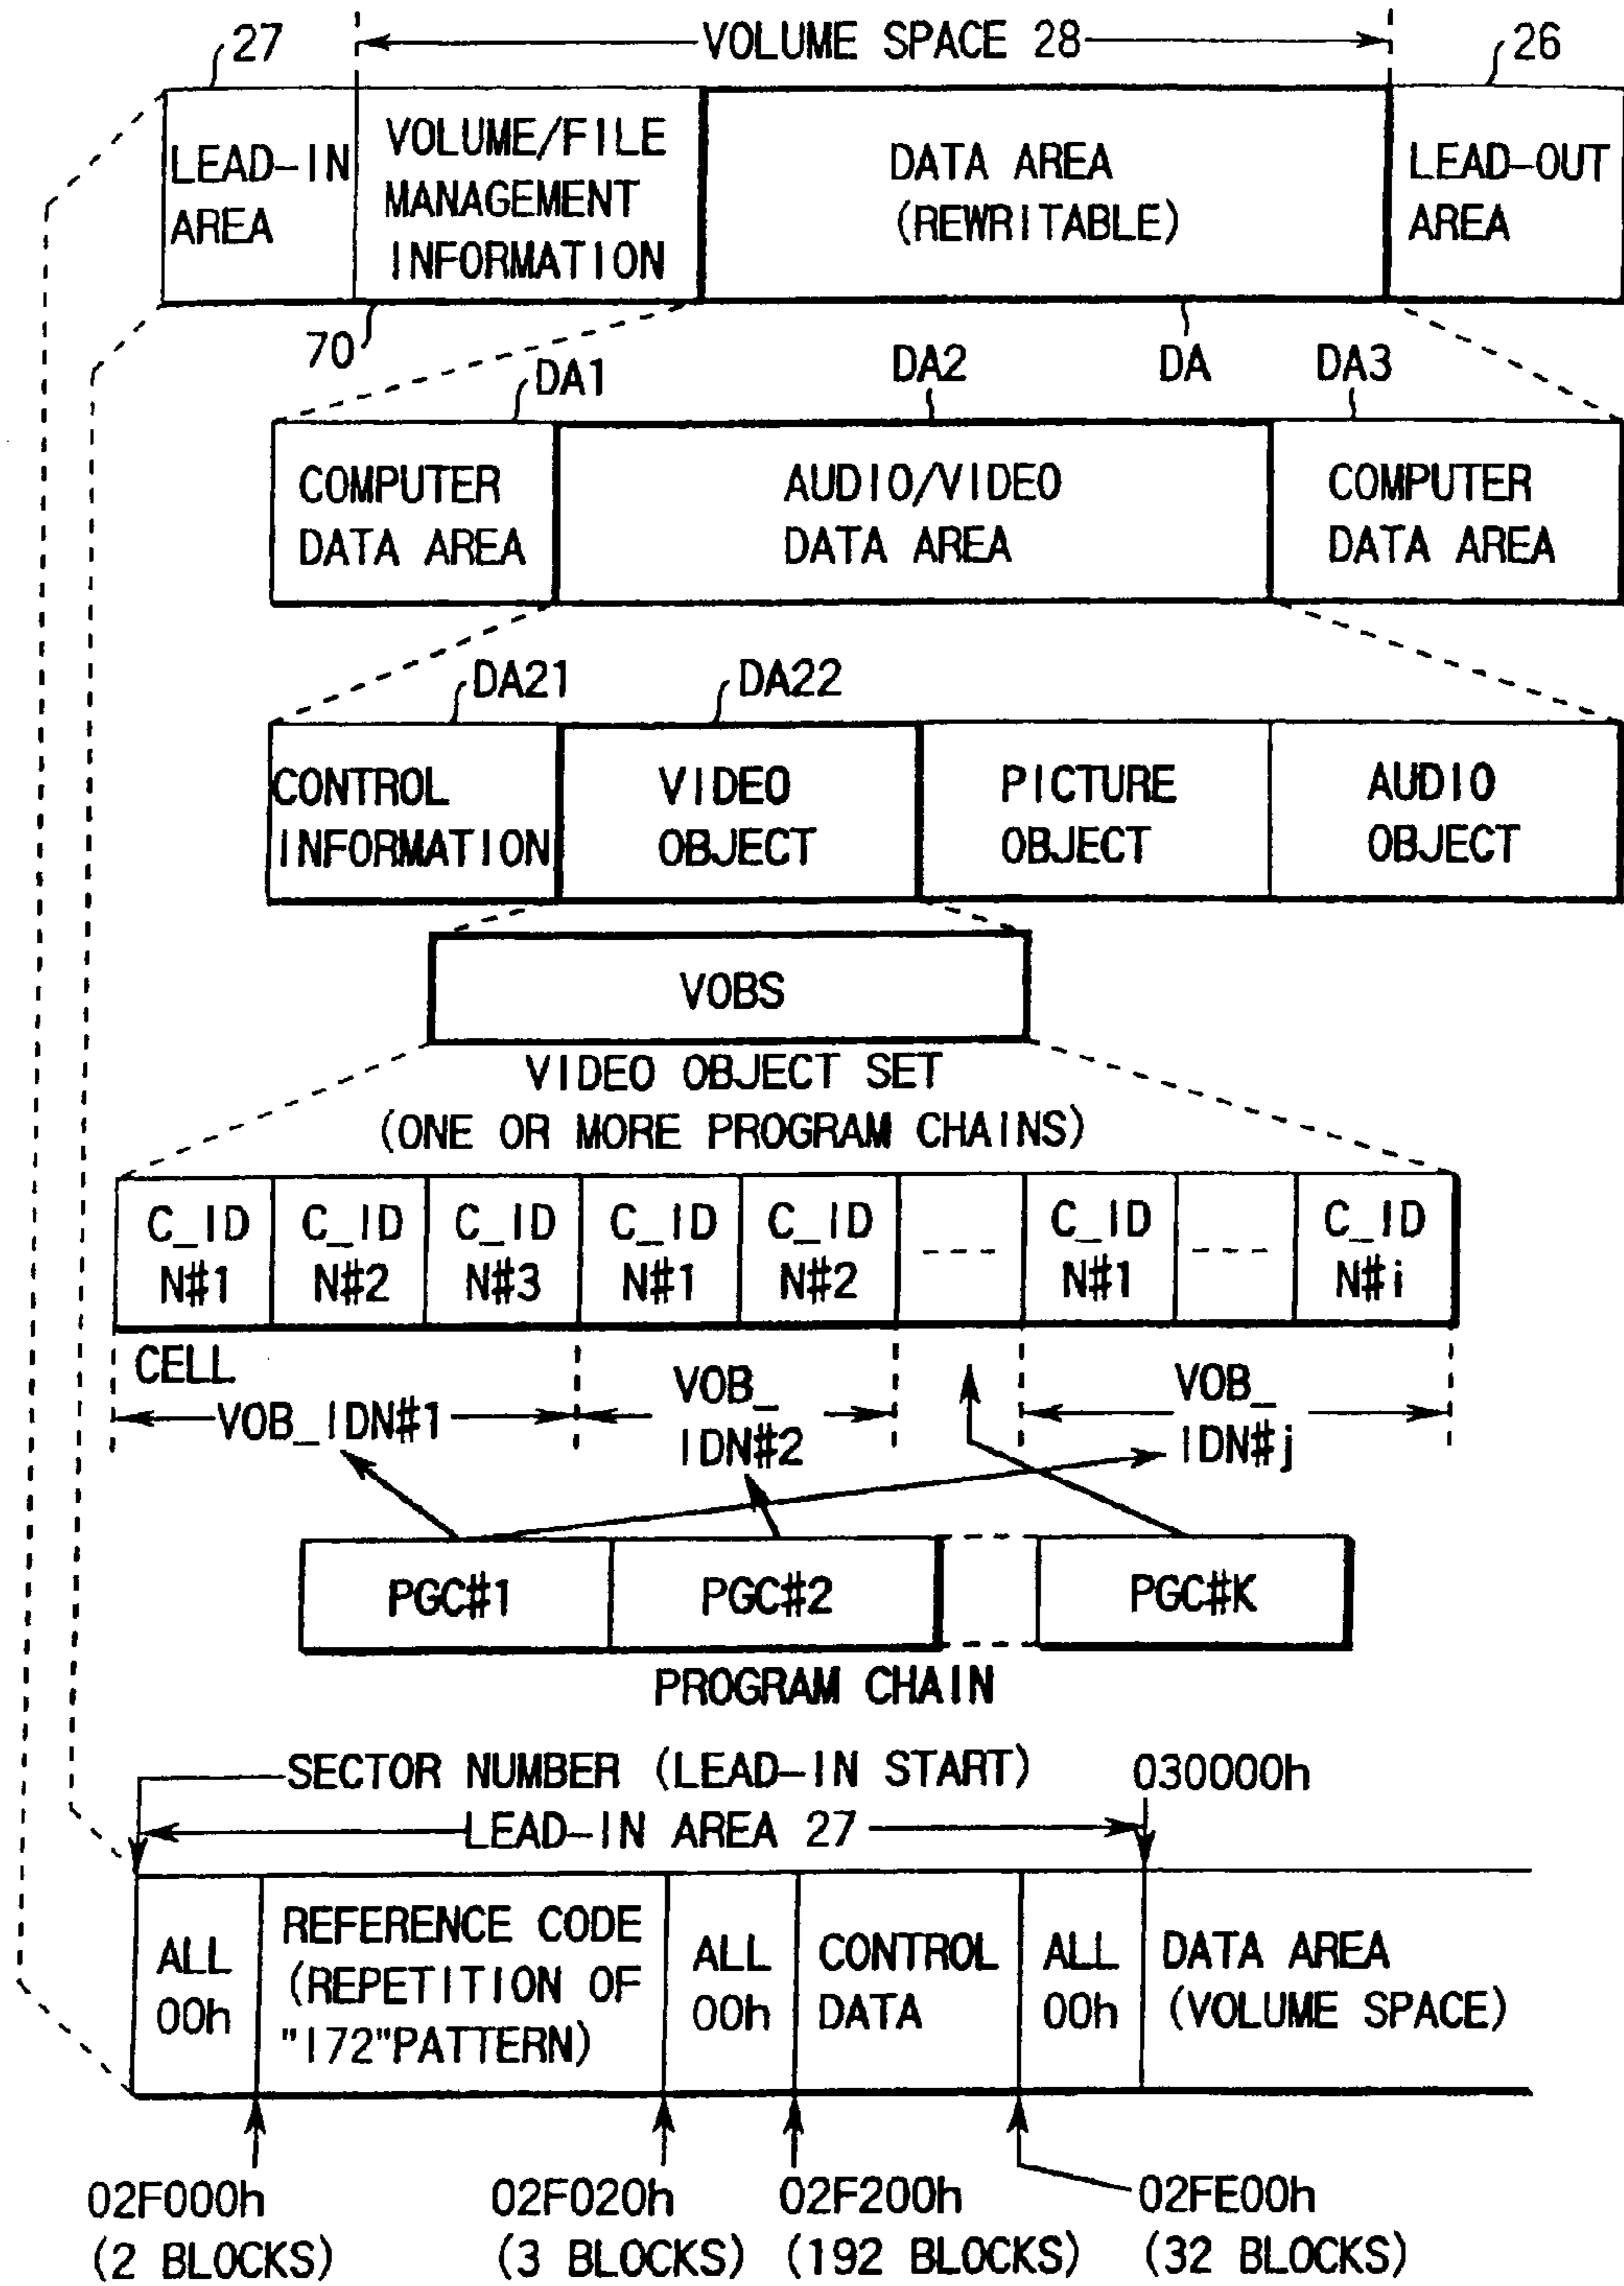 27
VOLUME SPACE 28
26
LEAD-IN
AREA
VOLUME/FILE
MANAGEMENT
INFORMATION
DATA AREA
(REWRITABLE)
LEAD-OUT
AREA
70
DA1
DA2
DA
DA3
COMPUTER
DATA AREA
AUDIO/VIDEO
DATA AREA
COMPUTER
DATA AREA
DA21
DA22
CONTROL
INFORMATION
VIDEO
OBJECT
PICTURE
OBJECT
AUDIO
OBJECT
VOBS
VIDEO OBJECT SET
(ONE OR MORE PROGRAM CHAINS)
C_ID
N#1
C_ID
N#2
C_ID
N#3
C_ID
N#1
C_ID
N#2
----
C_ID
N#1
----
C_ID
N#i
CELL
VOB_IDN#1
VOB_
IDN#2
VOB_
IDN#j
PGC#1
PGC#2
PGC#K
PROGRAM CHAIN
SECTOR NUMBER (LEAD-IN START)
030000h
LEAD-IN AREA 27
ALL
00h
REFERENCE CODE
(REPETITION OF
"172"PATTERN)
ALL
00h
CONTROL
DATA
ALL
00h
DATA AREA
(VOLUME SPACE)
02F000h
(2 BLOCKS)
02F020h
(3 BLOCKS)
02F200h
(192 BLOCKS)
02FE00h
(32 BLOCKS)